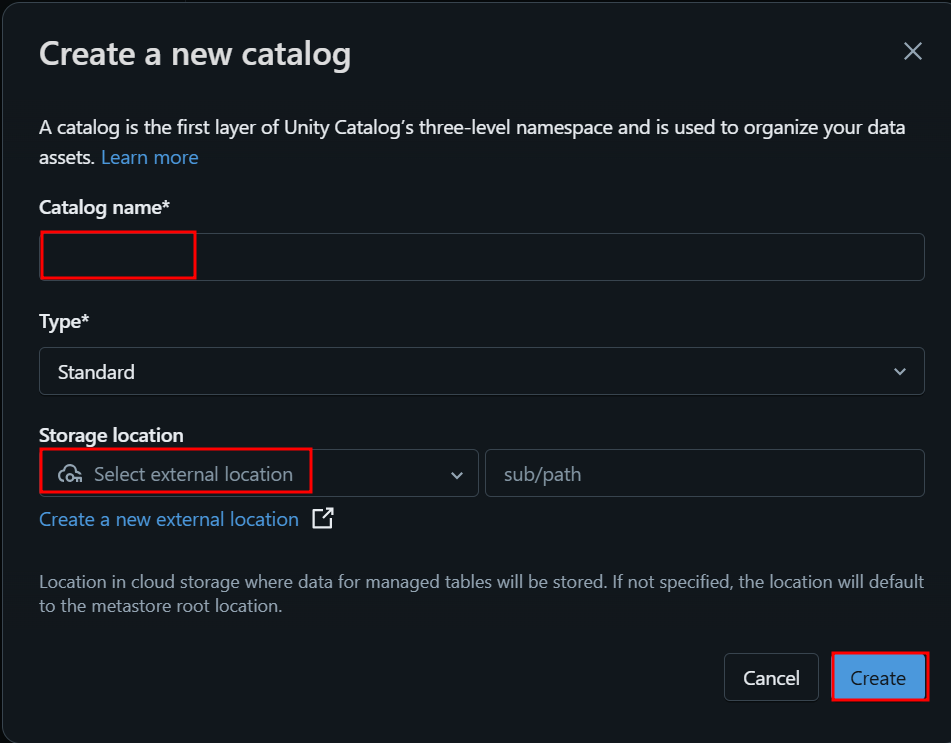 Create a new catalog
A catalog is the first layer of Unity Catalog’s three-level namespace and is used to organize your data
assets. Learn more
Catalog name*
Type*
Standard
Storage location
Select external location
sub/path
Create a new external location
Location in cloud storage where data for managed tables will be stored. If not specified, the location will default
to the metastore root location.
Cancel
Create